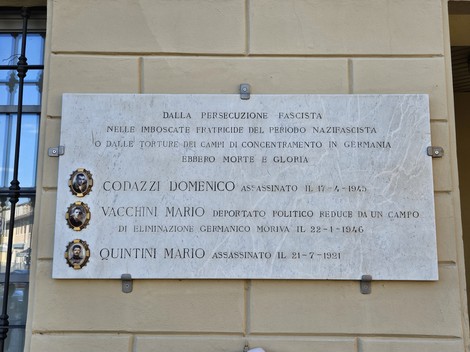 DALLA PERSECUZIONE FASCISTA
NELLE IMBOSCATE FRATRICIDE DEL PERIODO NAZIFASCISTA
O DALLE TORTURE DEI CAMPI DI CONCENTRAMENTO IN GERMANIA
EBBERO MORTE E GLORIA
CODAZZI DOMENICO ASSASSINATO IL 17-4-1945
VACCHINI MARIO DEPORTATO POLITICO REDUCE DA UN CAMPO
DI ELIMINAZIONE GERMANICO MORIVA IL 22-1-1946
QUINTINI MARIO ASSASSINATO IL 21-7-1921